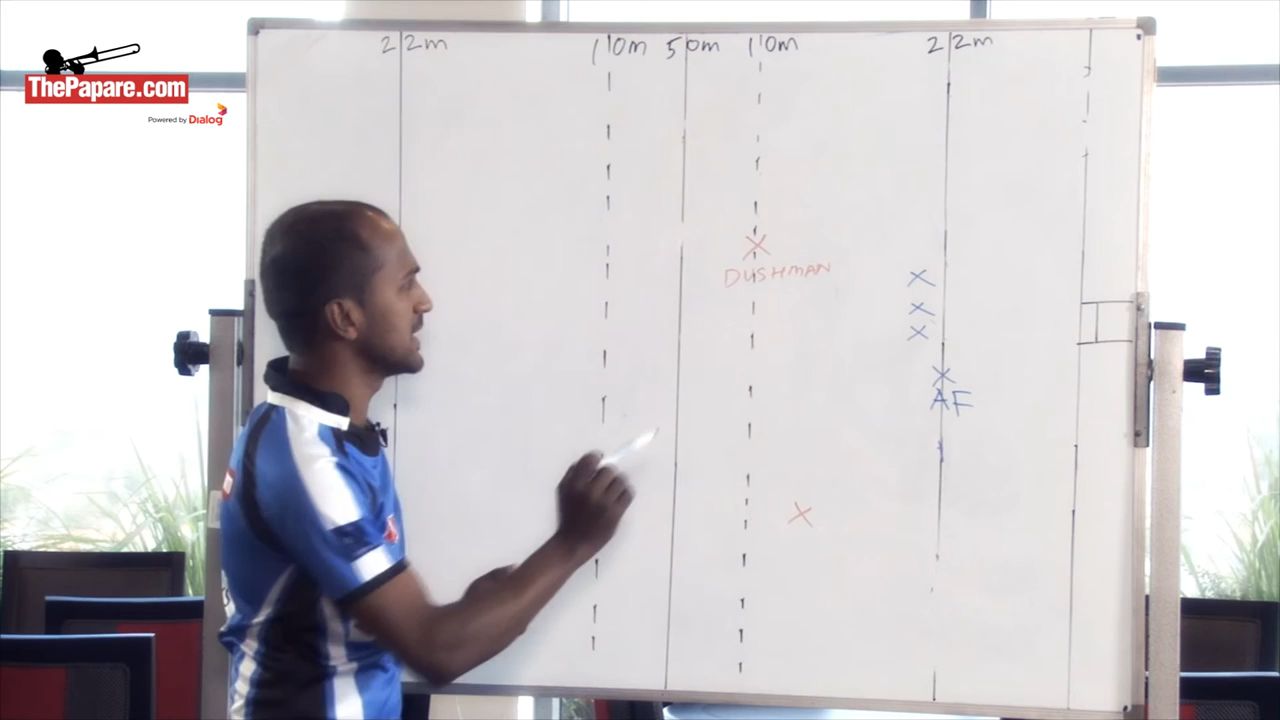 ThePapare.com
Powered by Dialog
22m 10m 50m 10m 22m
DUSHMAN
AF